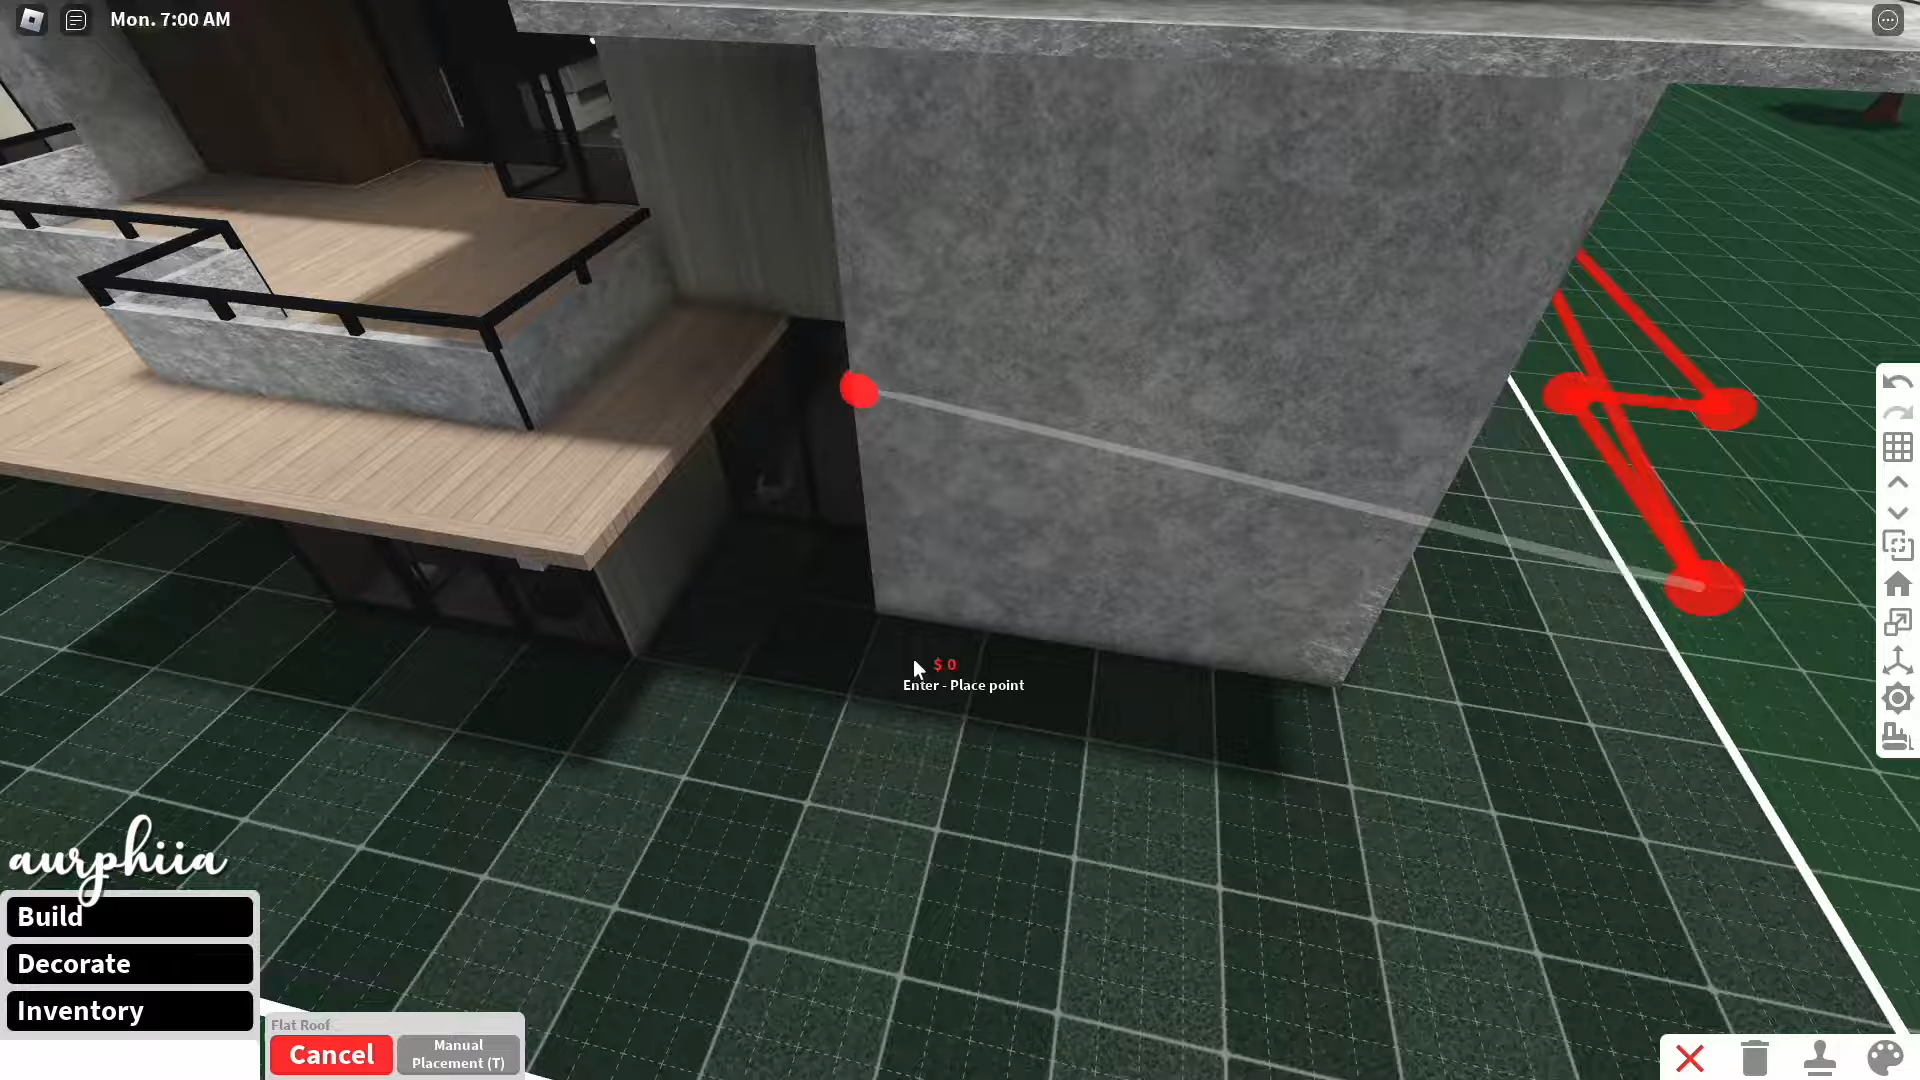 Mon. 7:00 AM
$ 0
Enter - Place point
aurphiia
Build
Decorate
Inventory
Flat Roof
Cancel
Manual
Placement (T)